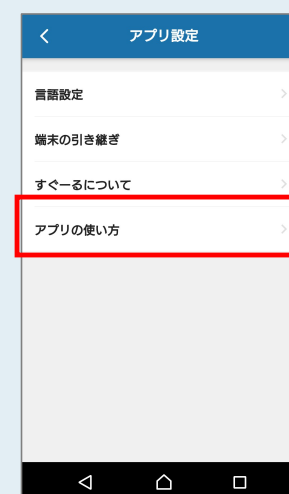 アプリ設定
言語設定
端末の引き継ぎ
すぐーるについて
アプリの使い方